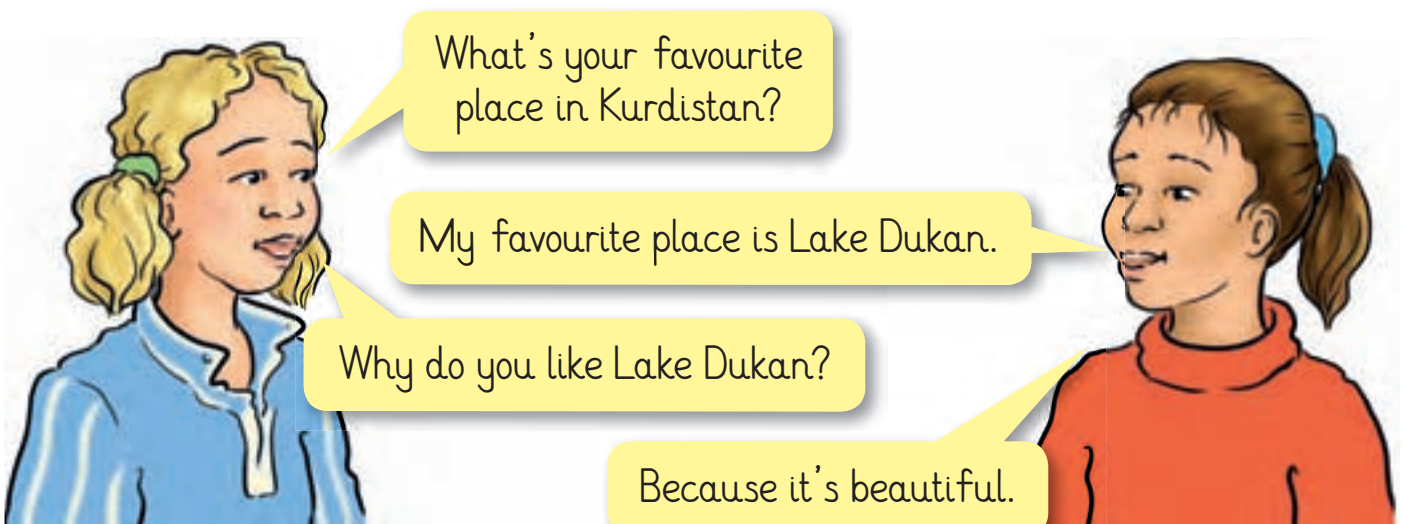 What's your favourite
place in Kurdistan?
My favourite place is Lake Dukan.
Why do you like Lake Dukan?
Because it's beautiful.